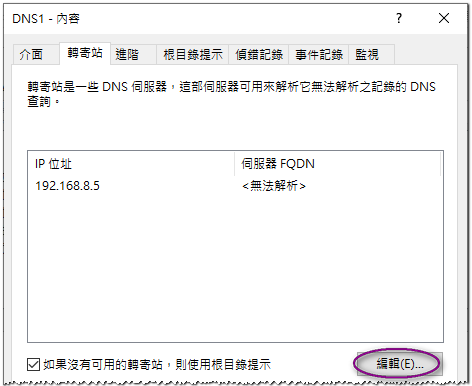 DNS1 - 內容
介面 轉寄站 進階 根目錄提示 偵錯記錄 事件記錄 監視
轉寄站是一些 DNS 伺服器，這部伺服器可用來解析它無法解析之記錄的 DNS
查詢。
IP 位址 伺服器 FQDN
192.168.8.5 <無法解析>
如果沒有可用的轉寄站，則使用根目錄提示 編輯(E)...